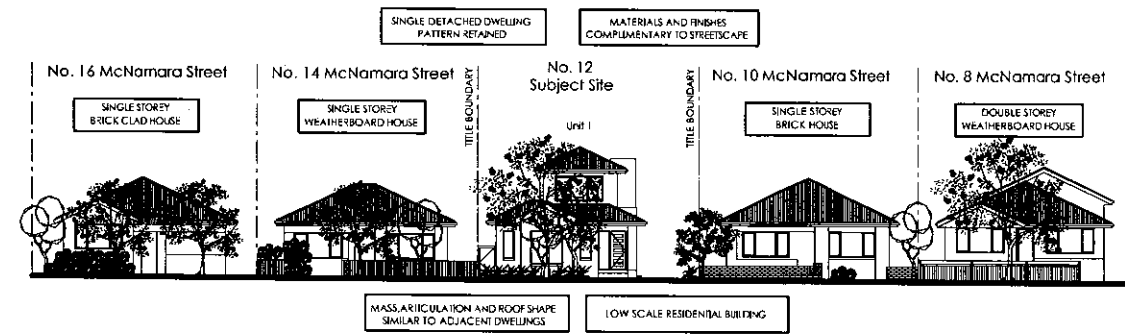 SINGLE DETACHED DWELLING
PATTERN RETAINED
MATERIALS AND FINISHES
COMPLIMENTARY TO STREETSCAPE
No. 16 McNamara Street
SINGLE STOREY
BRICK CLAD HOUSE
No. 14 McNamara Street
SINGLE STOREY
WEATHERBOARD HOUSE
TITLE BOUNDARY
No. 12
Subject Site
Unit 1
TITLE BOUNDARY
No. 10 McNamara Street
SINGLE STOREY
BRICK HOUSE
No. 8 McNamara Street
DOUBLE STOREY
WEATHERBOARD HOUSE
MASS, ARTICULATION AND ROOF SHAPE
SIMILAR TO ADJACENT DWELLINGS
LOW SCALE RESIDENTIAL BUILDING